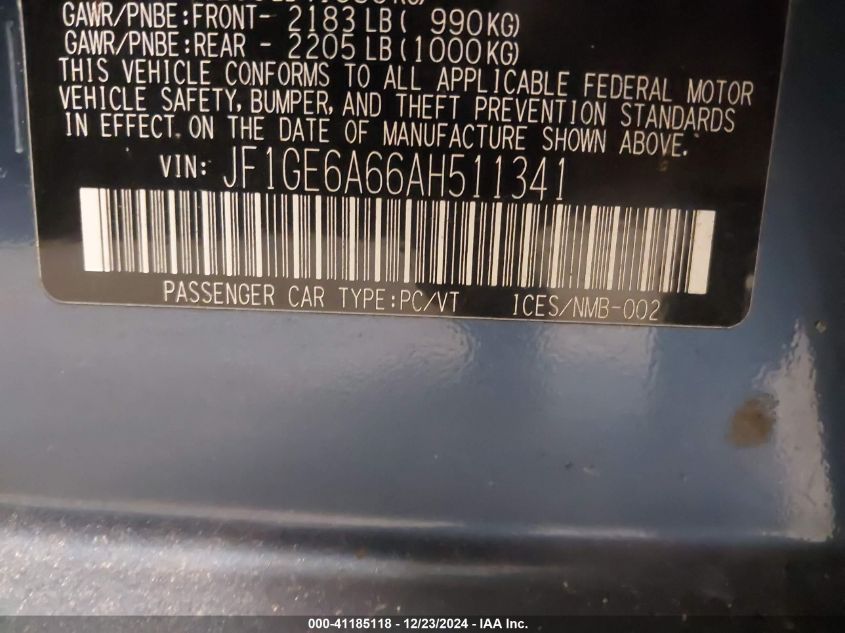 GAWR/PNBE:FRONT- 2183 LB( 990KG)
GAWR/PNBE:REAR - 2205 LB(1000KG)
THIS VEHICLE CONFORMS TO ALL APPLICABLE FEDERAL MOTOR
VEHICLE SAFETY, BUMPER, AND THEFT PREVENTION STANDARDS
IN EFFECT ON THE DATE OF MANUFACTURE SHOWN ABOVE.
VIN: JF1GE6A66AH511341
PASSENGER CAR TYPE:PC/VT ICES/NMB-002
000-41185118 - 12/23/2024 - IAA Inc.